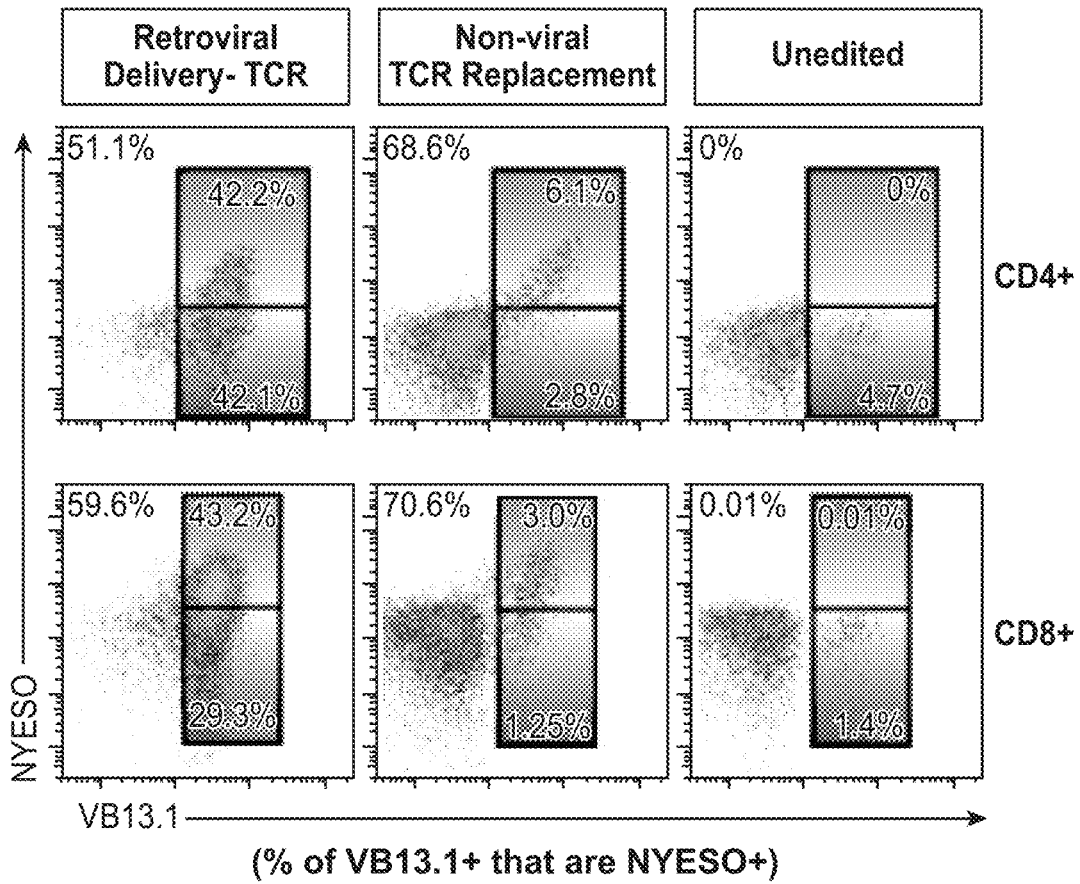 Retroviral
Delivery- TCR
Non-viral
TCR Replacement
Unedited
51.1%
42.2%
42.1%
68.6%
6.1%
2.8%
0%
0%
4.7%
CD4+
59.6%
43.2%
29.3%
70.6%
3.0%
1.25%
0.01%
0.01%
1.4%
CD8+
NYESO
VB13.1
(% of VB13.1+ that are NYESO+)